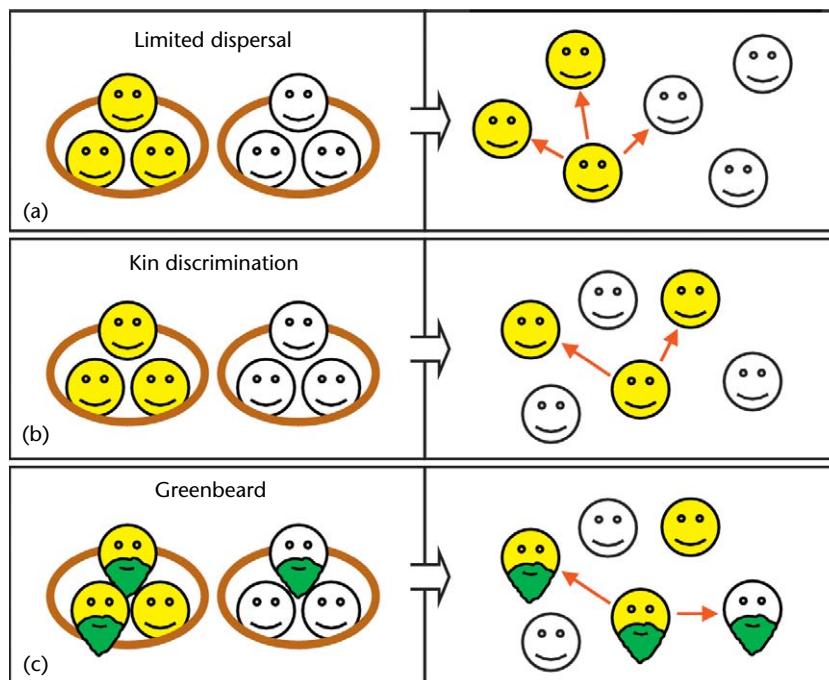 Limited dispersal
(a)
Kin discrimination
(b)
Greenbeard
(c)